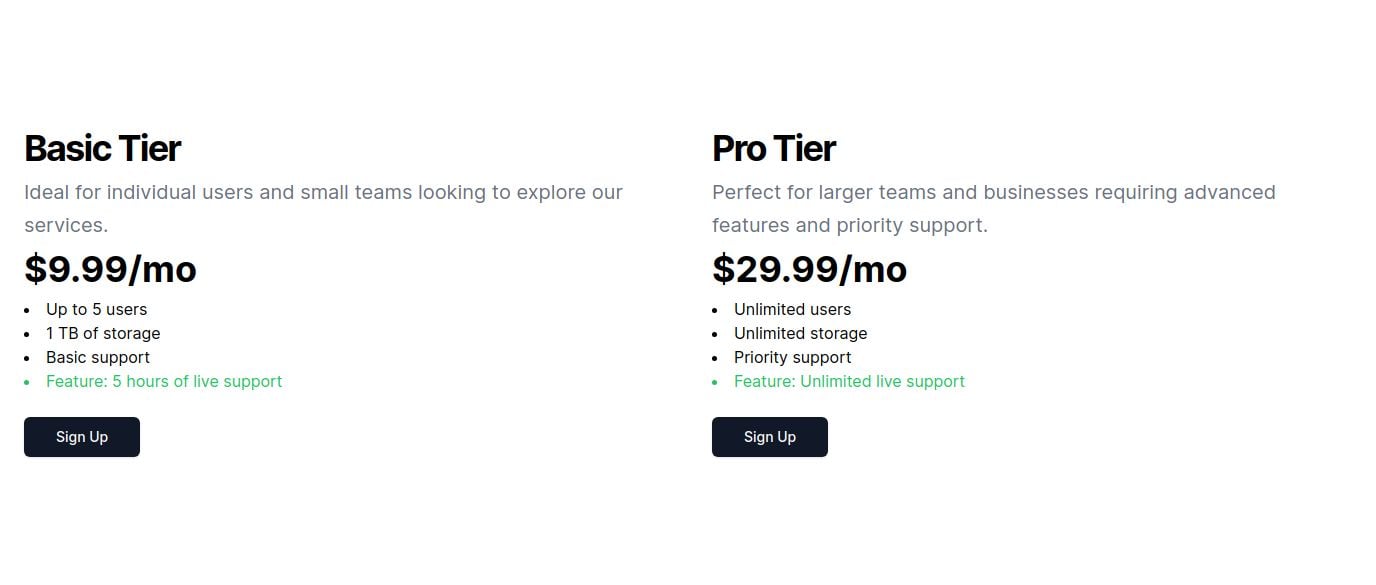 Basic Tier
Ideal for individual users and small teams looking to explore our
services.
$9.99/mo
Up to 5 users
1 TB of storage
Basic support
Feature: 5 hours of live support
Sign Up
Pro Tier
Perfect for larger teams and businesses requiring advanced
features and priority support.
$29.99/mo
Unlimited users
Unlimited storage
Priority support
Feature: Unlimited live support
Sign Up